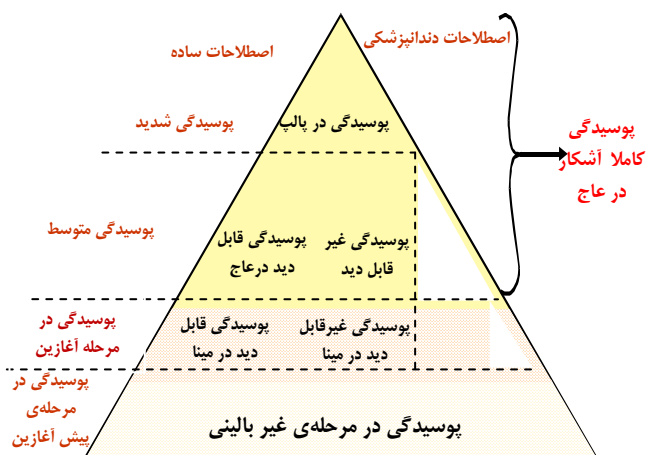 اصطلاحات دندانپزشکی
اصطلاحات ساده
پوسیدگی در پالپ
پوسیدگی شدید
پوسیدگی
کاملا آشکار
در عاج
پوسیدگی غیر
قابل دید
پوسیدگی قابل
دید درعاج
پوسیدگی متوسط
پوسیدگی غیرقابل
دید در مینا
پوسیدگی قابل
دید در مینا
پوسیدگی در
مرحله آغازین
پوسیدگی در مرحله‌ی غیر بالینی
پوسیدگی در
مرحله‌ی
پیش آغازین